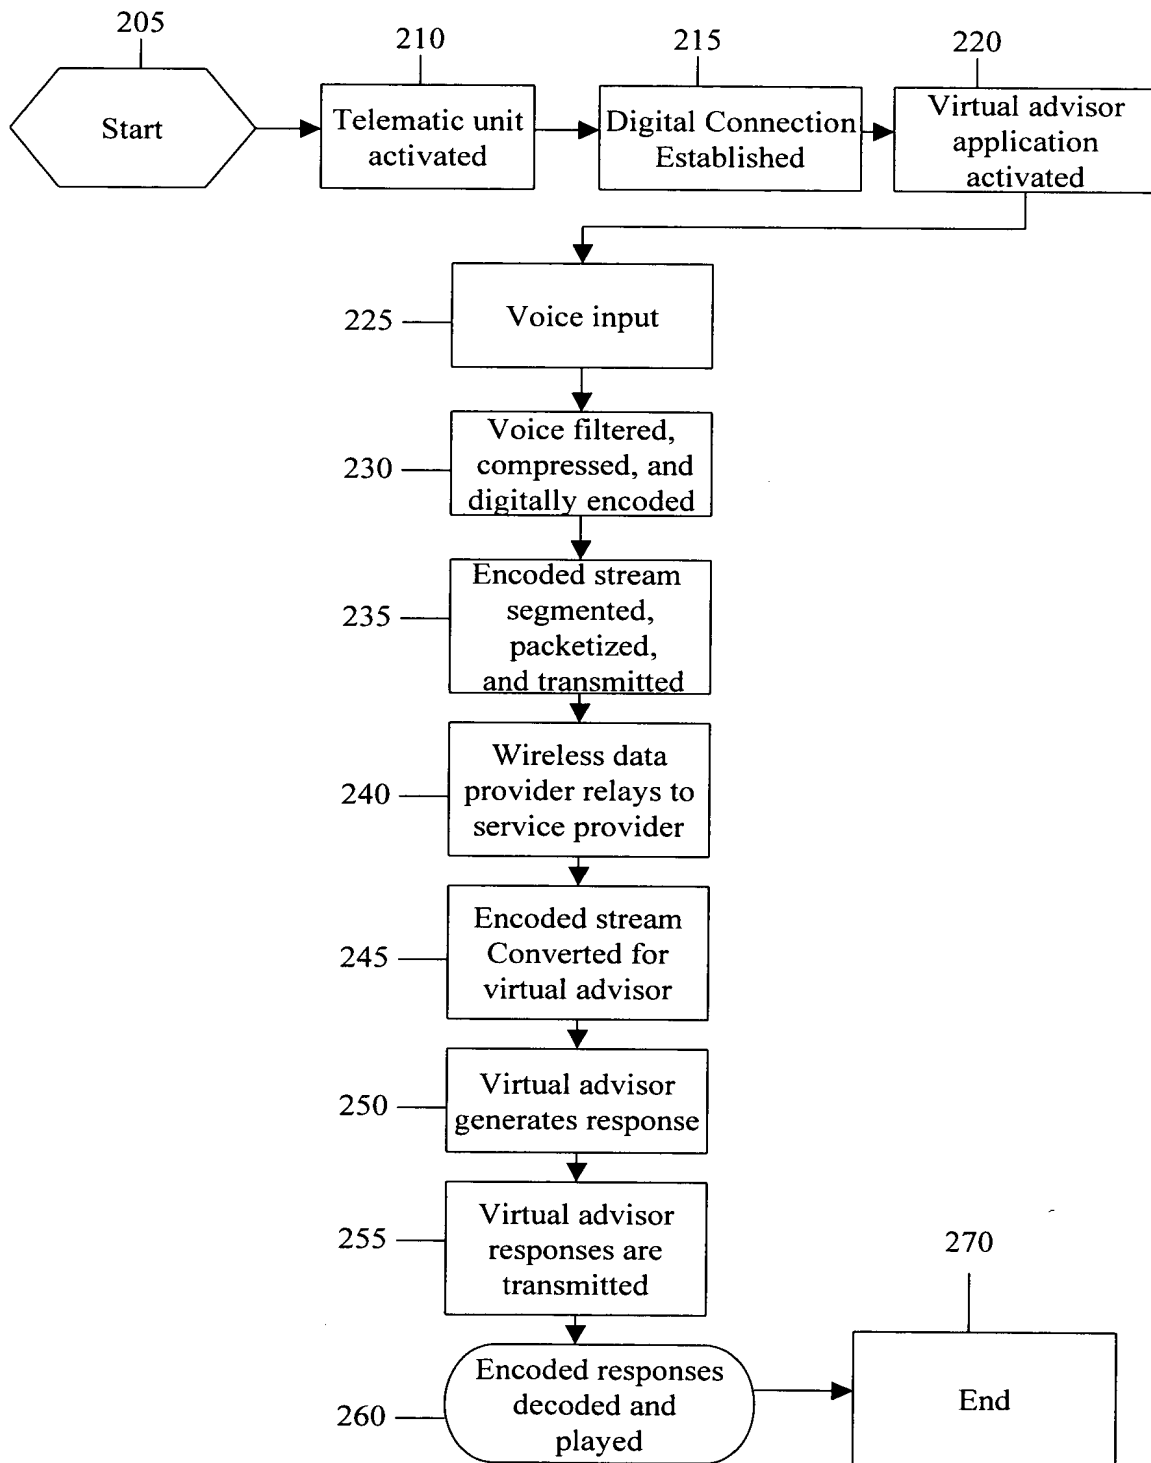 205
210
215
220
Start
Telematic unit
activated
Digital Connection
Established
Virtual advisor
application
activated
225
Voice input
230
Voice filtered,
compressed, and
digitally encoded
235
Encoded stream
segmented,
packetized,
and transmitted
240
Wireless data
provider relays to
service provider
245
Encoded stream
Converted for
virtual advisor
250
Virtual advisor
generates response
255
Virtual advisor
responses are
transmitted
270
260
Encoded responses
decoded and
played
End